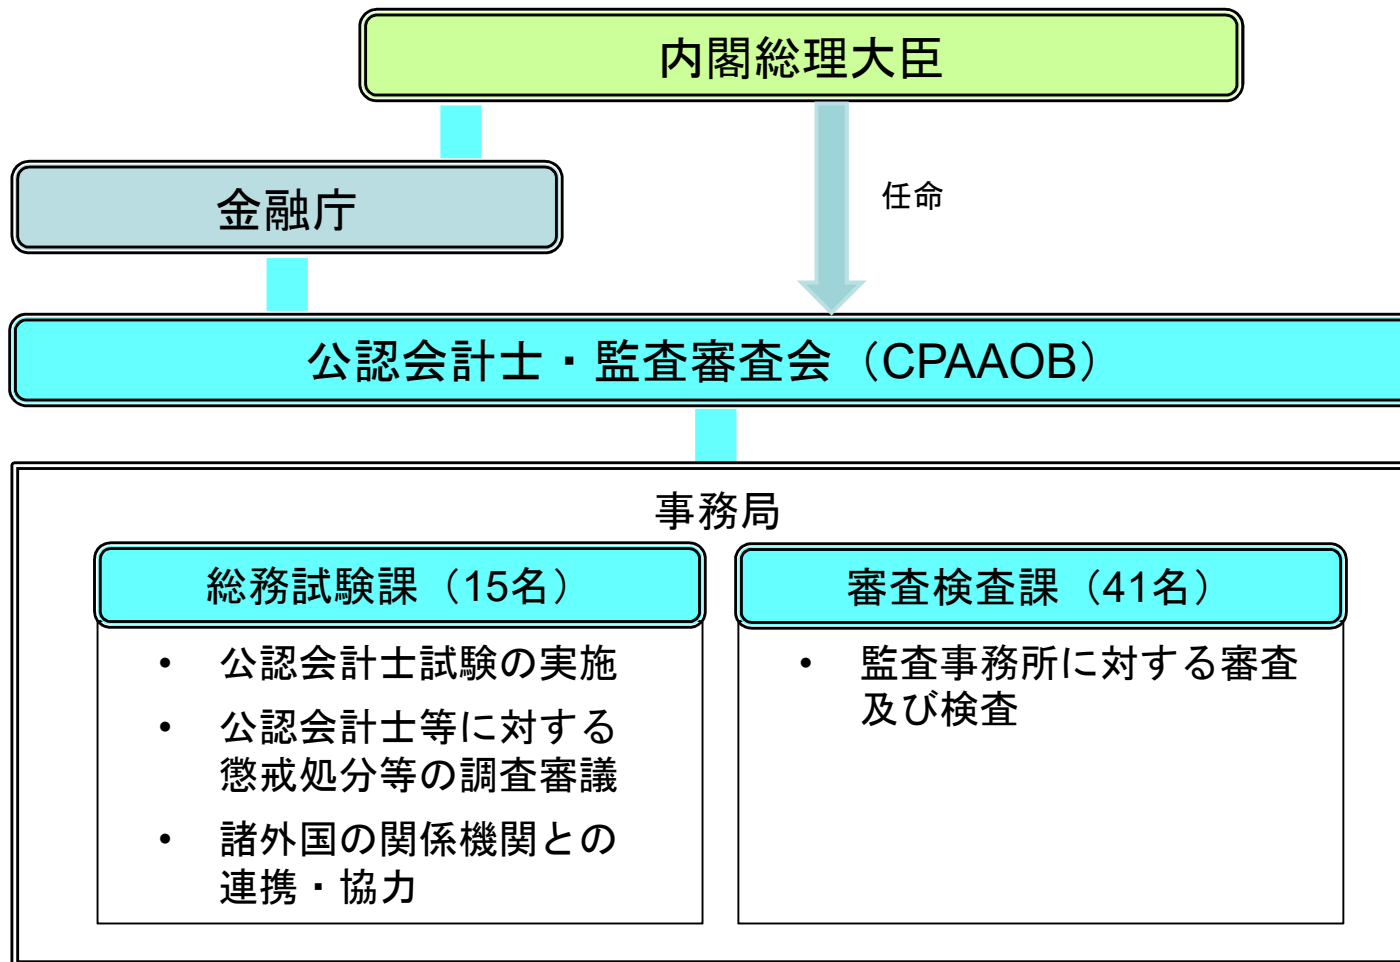 内閣総理大臣
金融庁
任命
公認会計士・監査審査会（CPAAOB）
事務局
総務試験課（15名）
• 公認会計士試験の実施
• 公認会計士等に対する
懲戒処分等の調査審議
• 諸外国の関係機関との
連携・協力
審査検査課（41名）
• 監査事務所に対する審査
及び検査